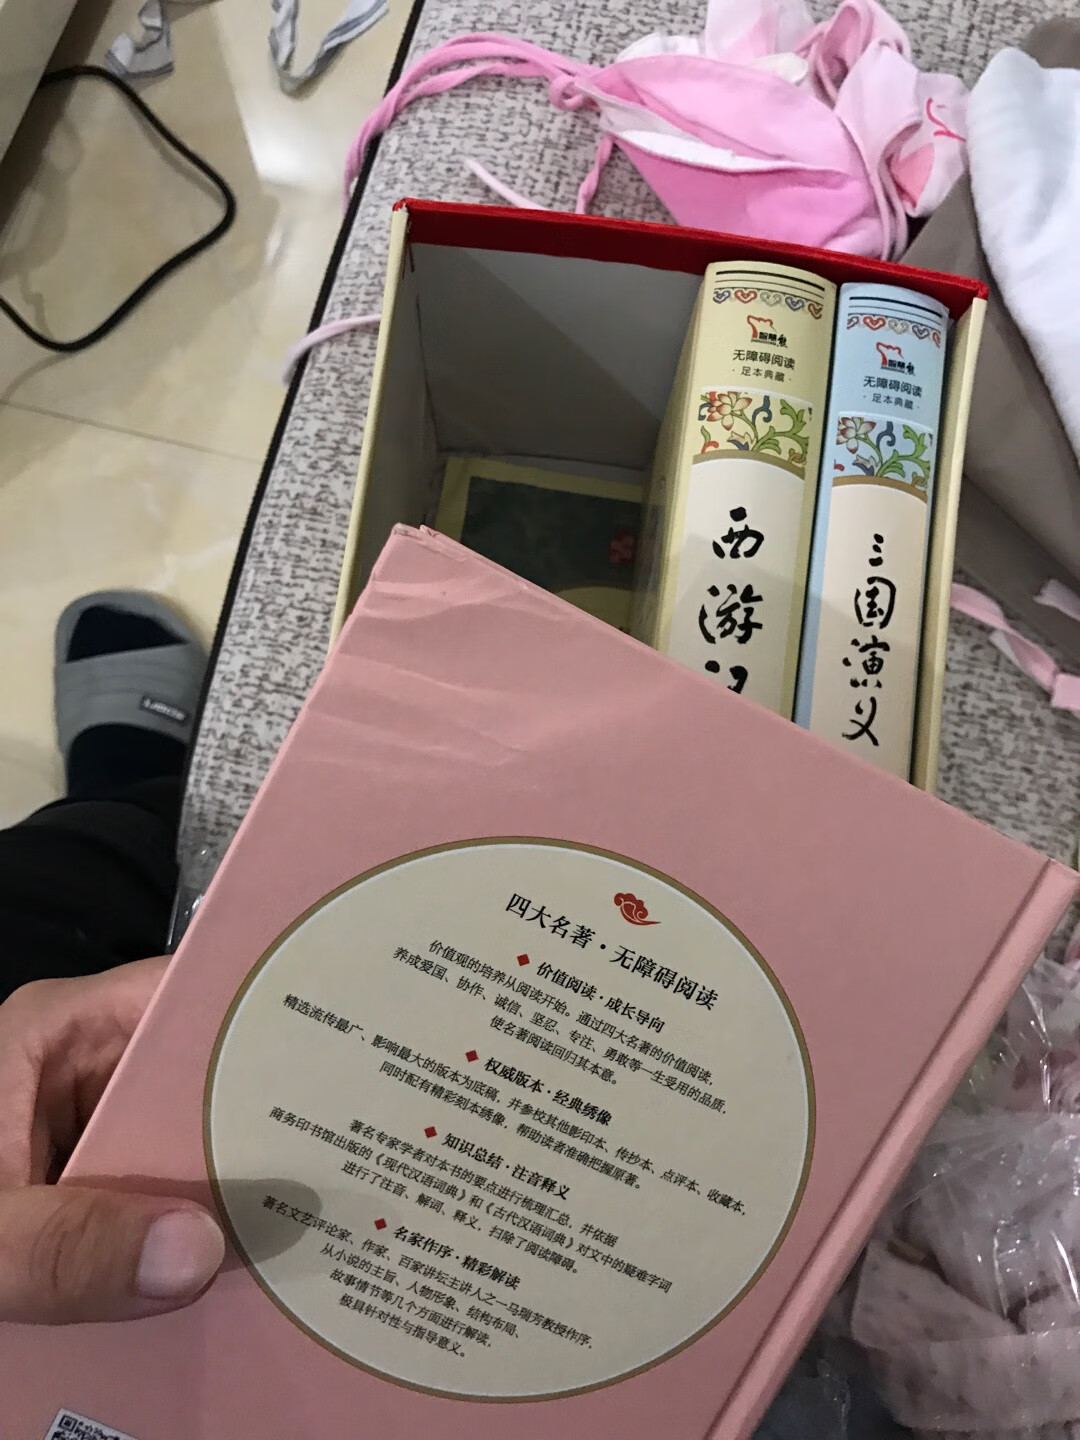 智慧熊
无障碍阅读
·足本典藏·
西游记
智慧熊
无障碍阅读
·足本典藏·
三国演义
四大名著·无障碍阅读
价值阅读·成长导向
价值观的培养从阅读开始。通过四大名著的价值阅读，
养成爱国、协作、诚信、坚忍、专注、勇敢等一生受用的品质，
使名著阅读回归其本意。
权威版本·经典绣像
精选流传最广、影响最大的版本为底稿，并参校其他影印本、传抄本、点评本、收藏本，
同时配有精彩刻本绣像，帮助读者准确把握原著。
知识总结·注音释义
著名专家学者对本书的要点进行梳理汇总，并依据
商务印书馆出版的《现代汉语词典》和《古代汉语词典》对文中的疑难字词
进行了注音、解词、释义，扫除了阅读障碍。
名家作序·精彩解读
著名文艺评论家、作家、百家讲坛主讲人之一马瑞芳教授作序，
从小说的主旨、人物形象、结构布局、
故事情节等几个方面进行解读，
极具针对性与指导意义。